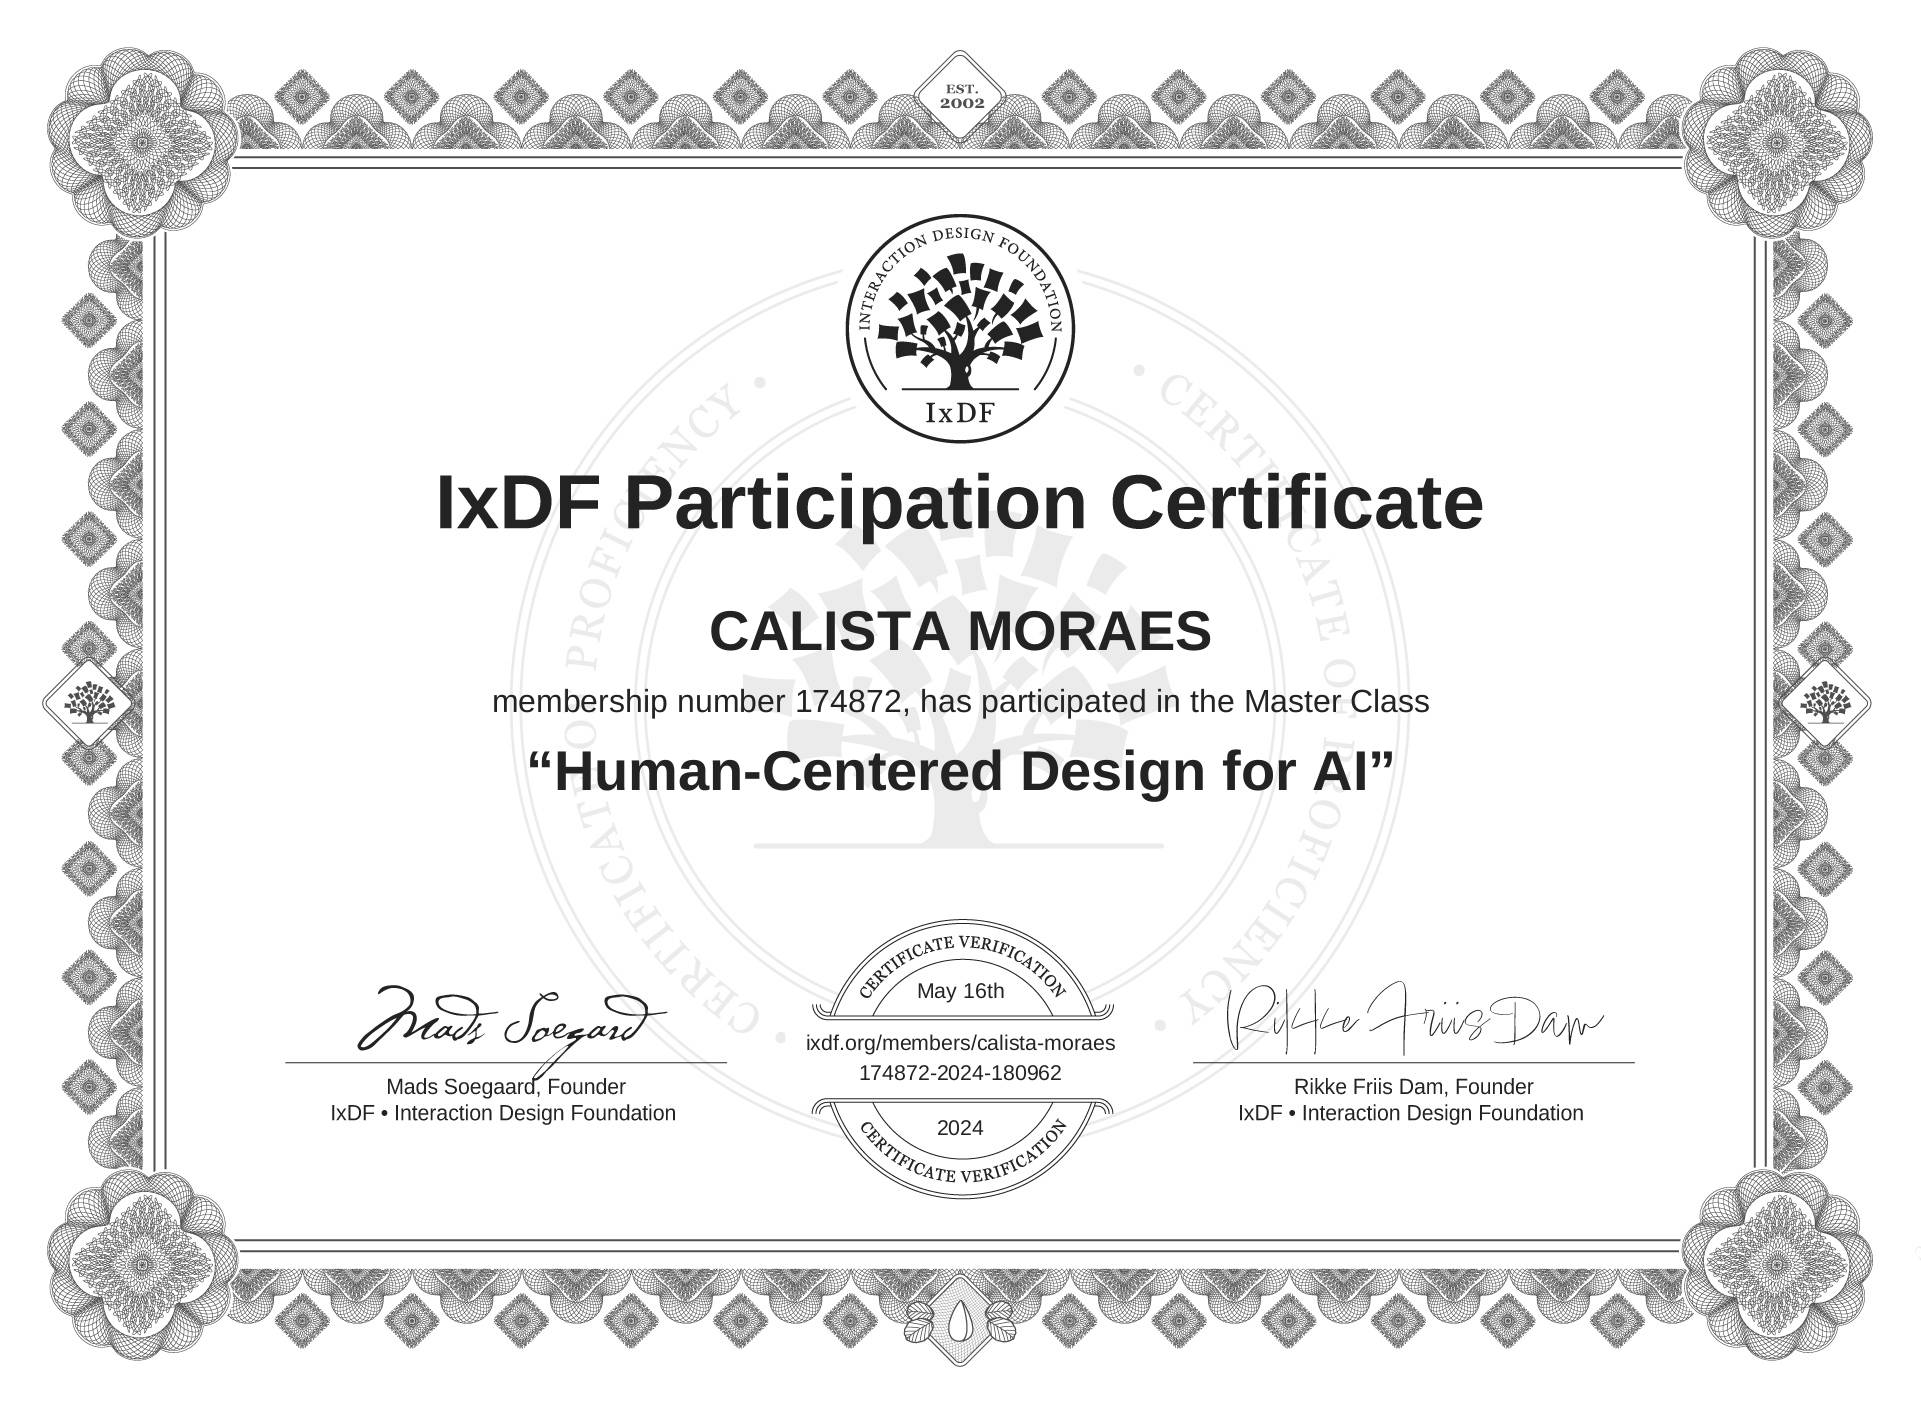 EST.
2002
INTERACTION DESIGN FOUNDATION
IxDF
IxDF Participation Certificate
CALISTA MORAES
membership number 174872, has participated in the Master Class
“Human-Centered Design for AI”
• CERTIFICATE OF PROFICIENCY •
• CERTIFICATE OF PROFICIENCY •
CERTIFICATE VERIFICATION
May 16th
ixdf.org/members/calista-moraes
174872-2024-180962
2024
CERTIFICATE VERIFICATION
Mads Soegaard
Mads Soegaard, Founder
IxDF • Interaction Design Foundation
Rikke Friis Dam
Rikke Friis Dam, Founder
IxDF • Interaction Design Foundation